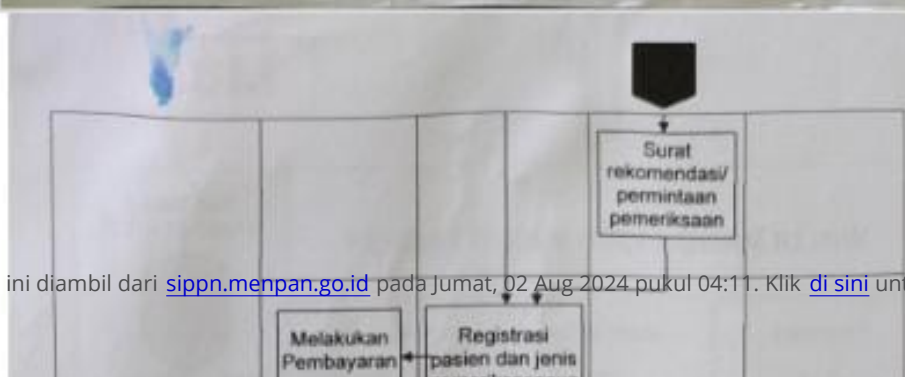 Surat
rekomendasi/
permintaan
pemeriksaan
ini diambil dari sippn.menpan.go.id pada Jumat, 02 Aug 2024 pukul 04:11. Klik di sini
Melakukan
Pembayaran
Registrasi
pasien dan jenis